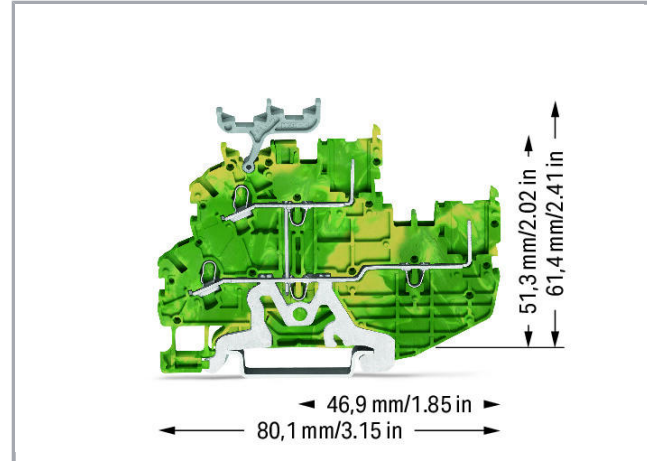 51,3 mm/2.02 in
61,4 mm/2.41 in
46,9 mm/1.85 in
80,1 mm/3.15 in